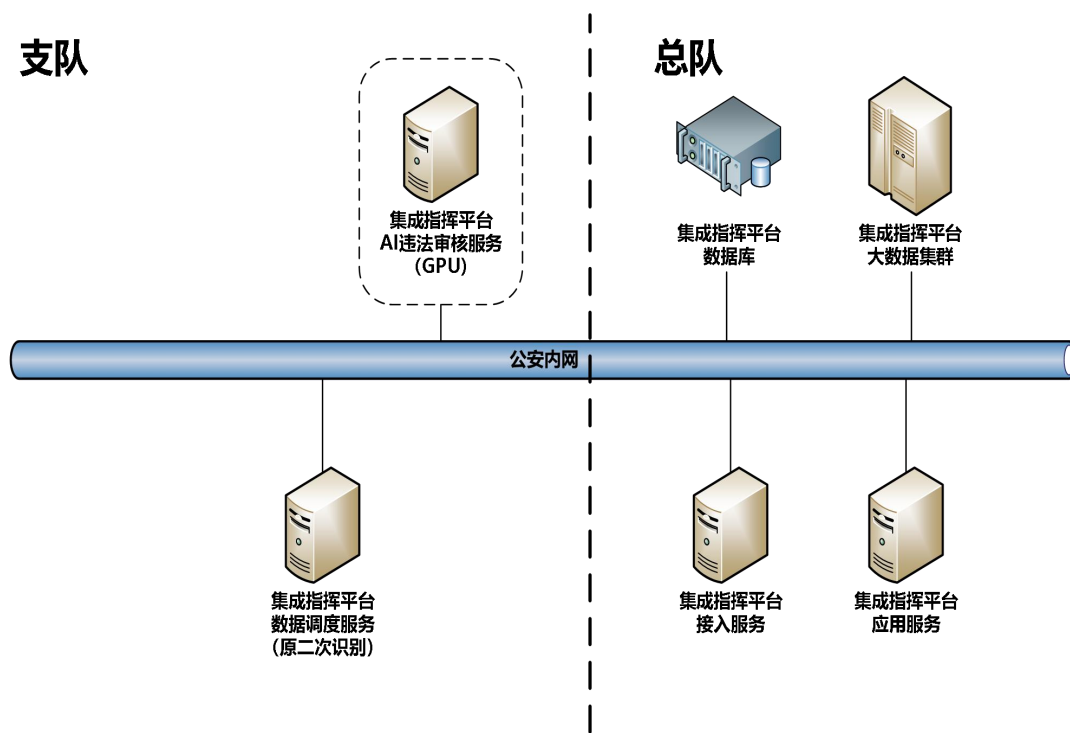 支队
总队
集成指挥平台
AI违法审核服务
（GPU）
集成指挥平台
数据库
集成指挥平台
大数据集群
公安内网
集成指挥平台
数据调度服务
（原二次识别）
集成指挥平台
接入服务
集成指挥平台
应用服务